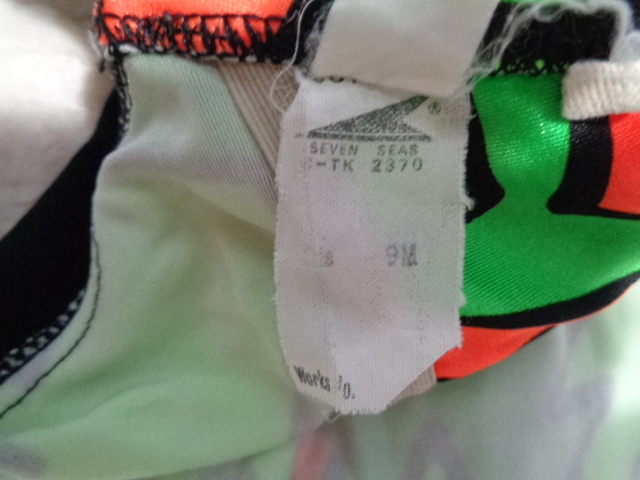 ®
SEVEN SEAS
-TK 2370
9M
Works